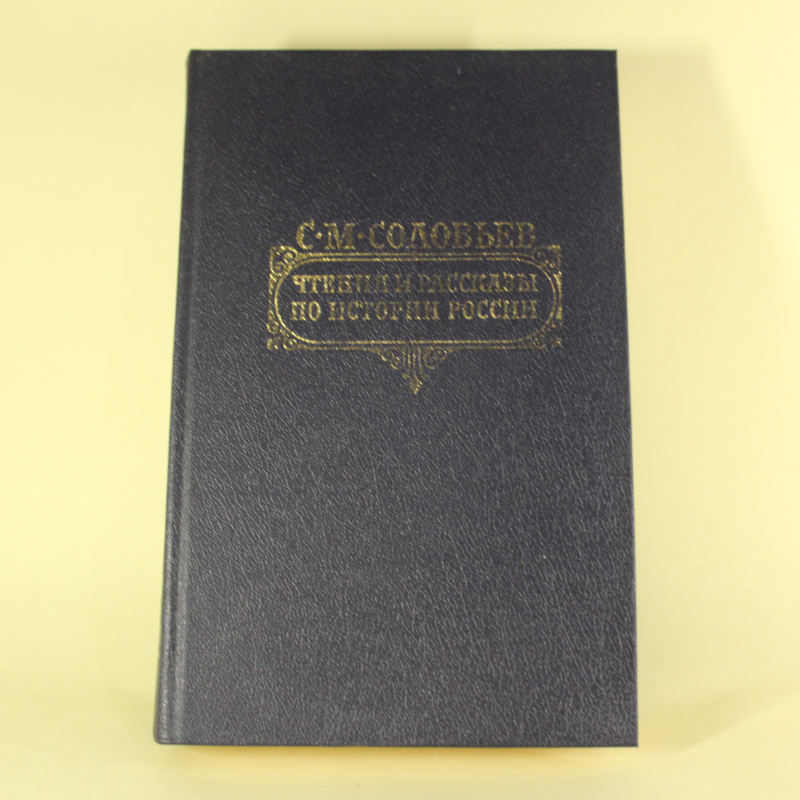 С·М·СОЛОВЬЕВ
ЧТЕНИЯ И РАССКАЗЫ
ПО ИСТОРИИ РОССИИ